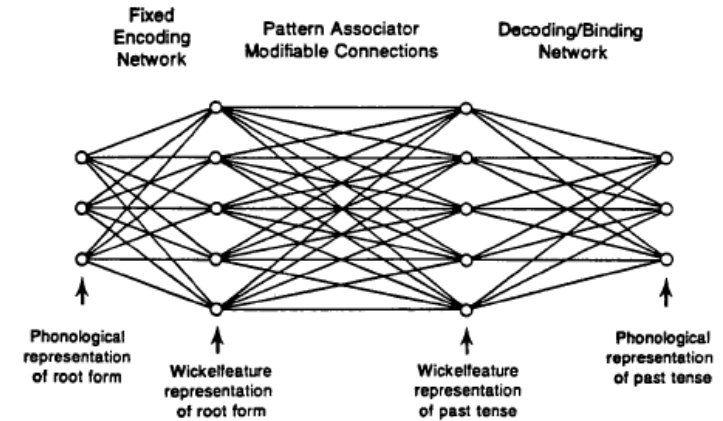 Fixed
Encoding
Network
Pattern Associator
Modifiable Connections
Decoding/Binding
Network
Phonological
representation
of root form
Wickelfeature
representation
of root form
Wickelfeature
representation
of past tense
Phonological
representation
of past tense